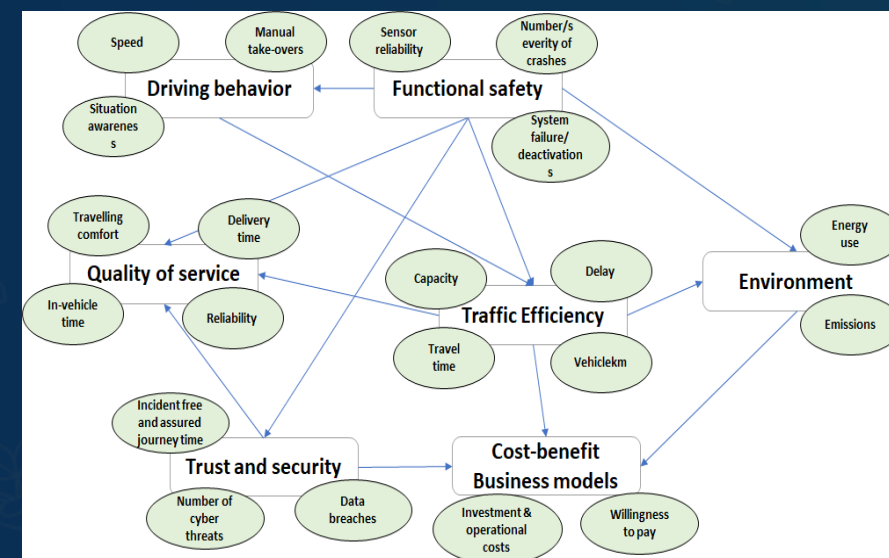 Speed
Manual
take-overs
Sensor
reliability
Number/s
everity of
crashes
Driving behavior
Functional safety
Situation
awarenes
s
System
failure/
deactivation
s
Travelling
comfort
Delivery
time
Quality of service
In-vehicle
time
Reliability
Capacity
Delay
Traffic Efficiency
Travel
time
Vehiclekm
Energy
use
Environment
Emissions
Incident free
and assured
journey time
Trust and security
Number of
cyber
threats
Data
breaches
Cost-benefit
Business models
Investment &
operational
costs
Willingness
to pay